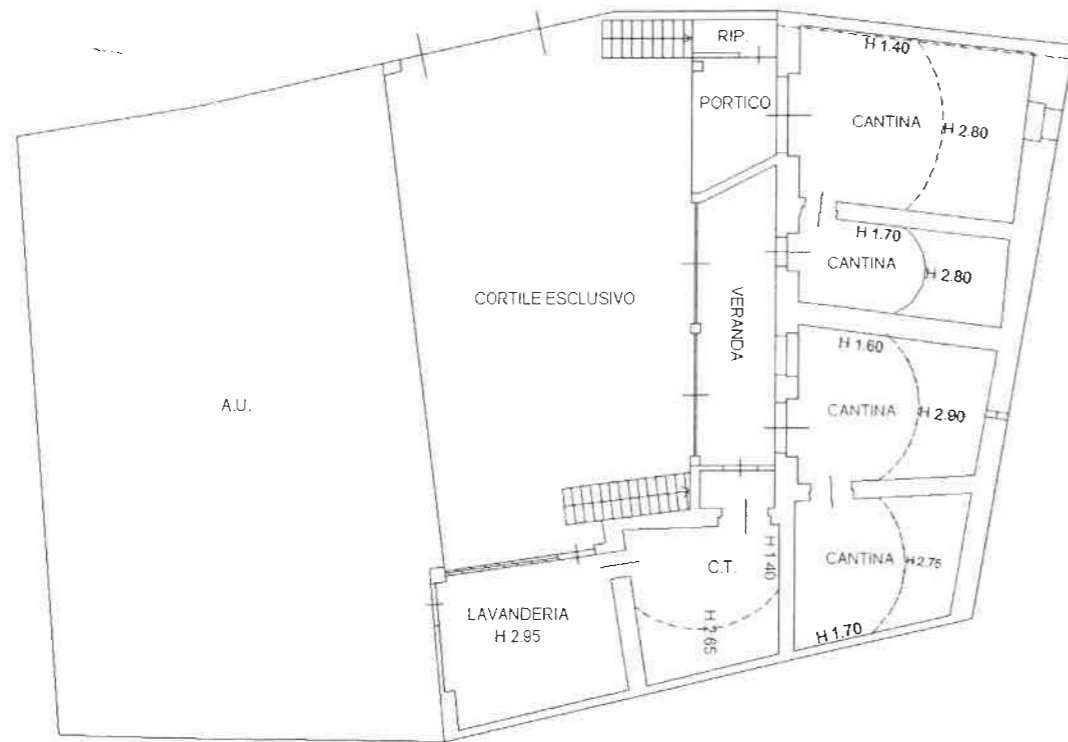 RIP.
H 1.40
PORTICO
CANTINA
H 2.80
H 1.70
CANTINA
H 2.80
CORTILE ESCLUSIVO
VERANDA
H 1.60
A.U.
CANTINA
H 2.90
H 1.40
C.T.
CANTINA
H 2.75
LAVANDERIA
H 2.95
H 2.65
H 1.70